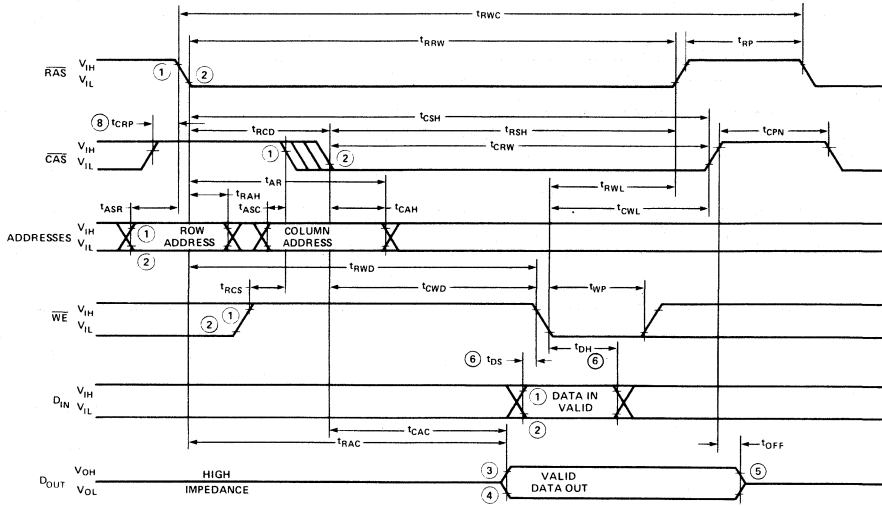 tRWC
tRRW
tRP
RAS
VIH
VIL
1
2
8
tCRP
tCSH
tRCD
tRSH
tCPN
tCRW
CAS
VIH
VIL
1
2
tAR
tRWL
tRAH
tASR
tASC
tCAH
tCWL
ADDRESSES
VIH
VIL
1
ROW
ADDRESS
COLUMN
ADDRESS
2
tRWD
tRCS
tCWD
tWP
WE
VIH
VIL
1
2
tDH
6
tDS
6
DIN
VIH
VIL
1
DATA IN
VALID
2
tCAC
tRAC
tOFF
DOUT
VOH
VOL
HIGH
IMPEDANCE
3
4
VALID
DATA OUT
5